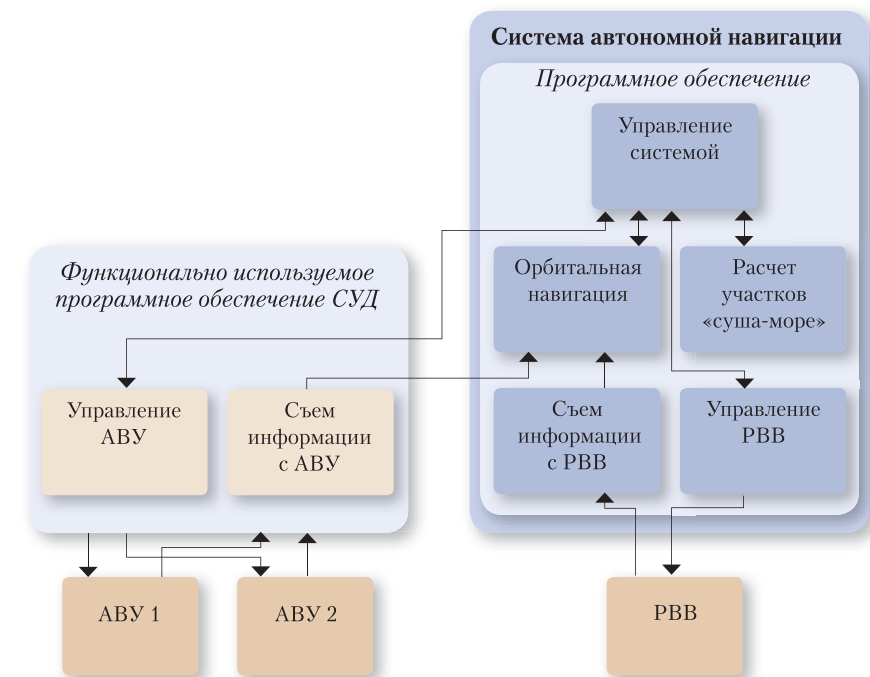 Система автономной навигации
Программное обеспечение
Управление
системой
Орбитальная
навигация
Расчет
участков
«суша-море»
Съем
информации
с РВВ
Управление
РВВ
Функционально используемое
программное обеспечение СУД
Управление
АВУ
Съем
информации
с АВУ
АВУ 1
АВУ 2
РВВ